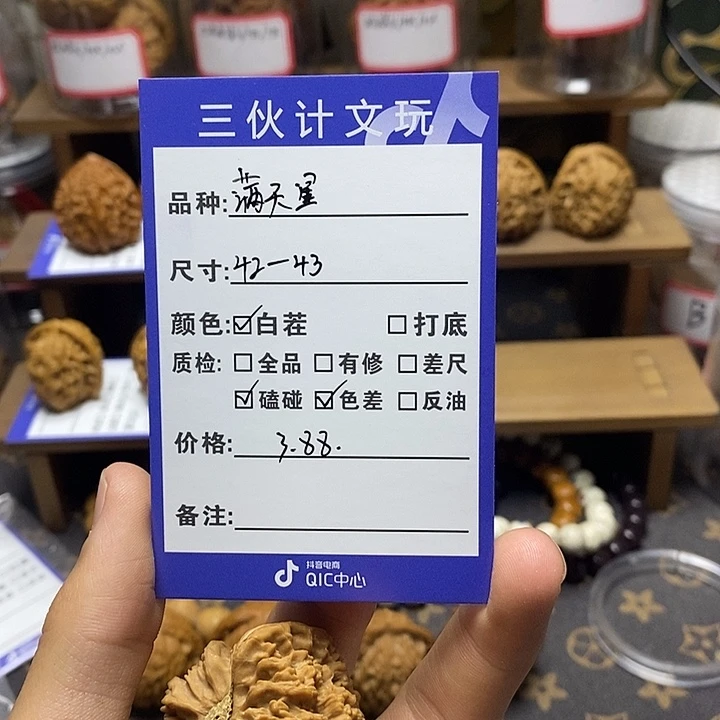 三伙计文玩
品种: 满天星
尺寸: 42-43
颜色: ☑白茬 ☐打底
质检: ☐全品 ☐有修 ☐差尺
☑磕碰 ☑色差 ☐反油
价格: 3.88.
备注:
抖音电商
QIC中心